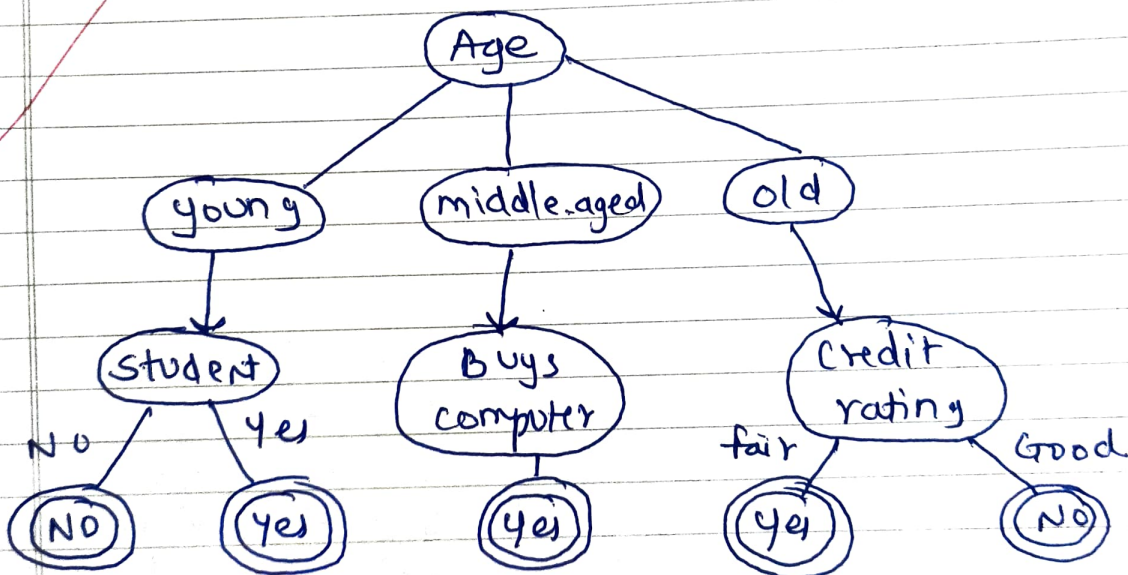 Age
young
middle-aged
old
student
Buys
computer
Credit
rating
NO
Yes
fair
Good
NO
Yes
Yes
Yes
NO